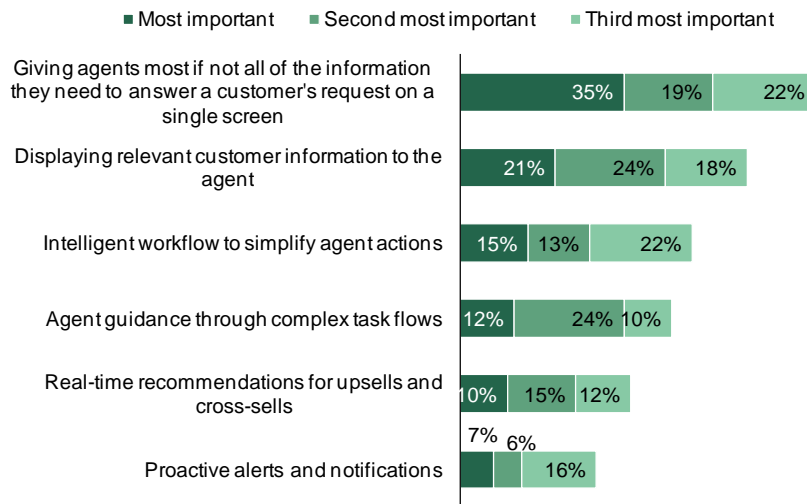 Most important Second most important Third most important
Giving agents most if not all of the information
they need to answer a customer's request on a
single screen
35% 19% 22%
Displaying relevant customer information to the
agent
21% 24% 18%
Intelligent workflow to simplify agent actions
15% 13% 22%
Agent guidance through complex task flows
12% 24% 10%
Real-time recommendations for upsells and
cross-sells
10% 15% 12%
Proactive alerts and notifications
7% 6% 16%